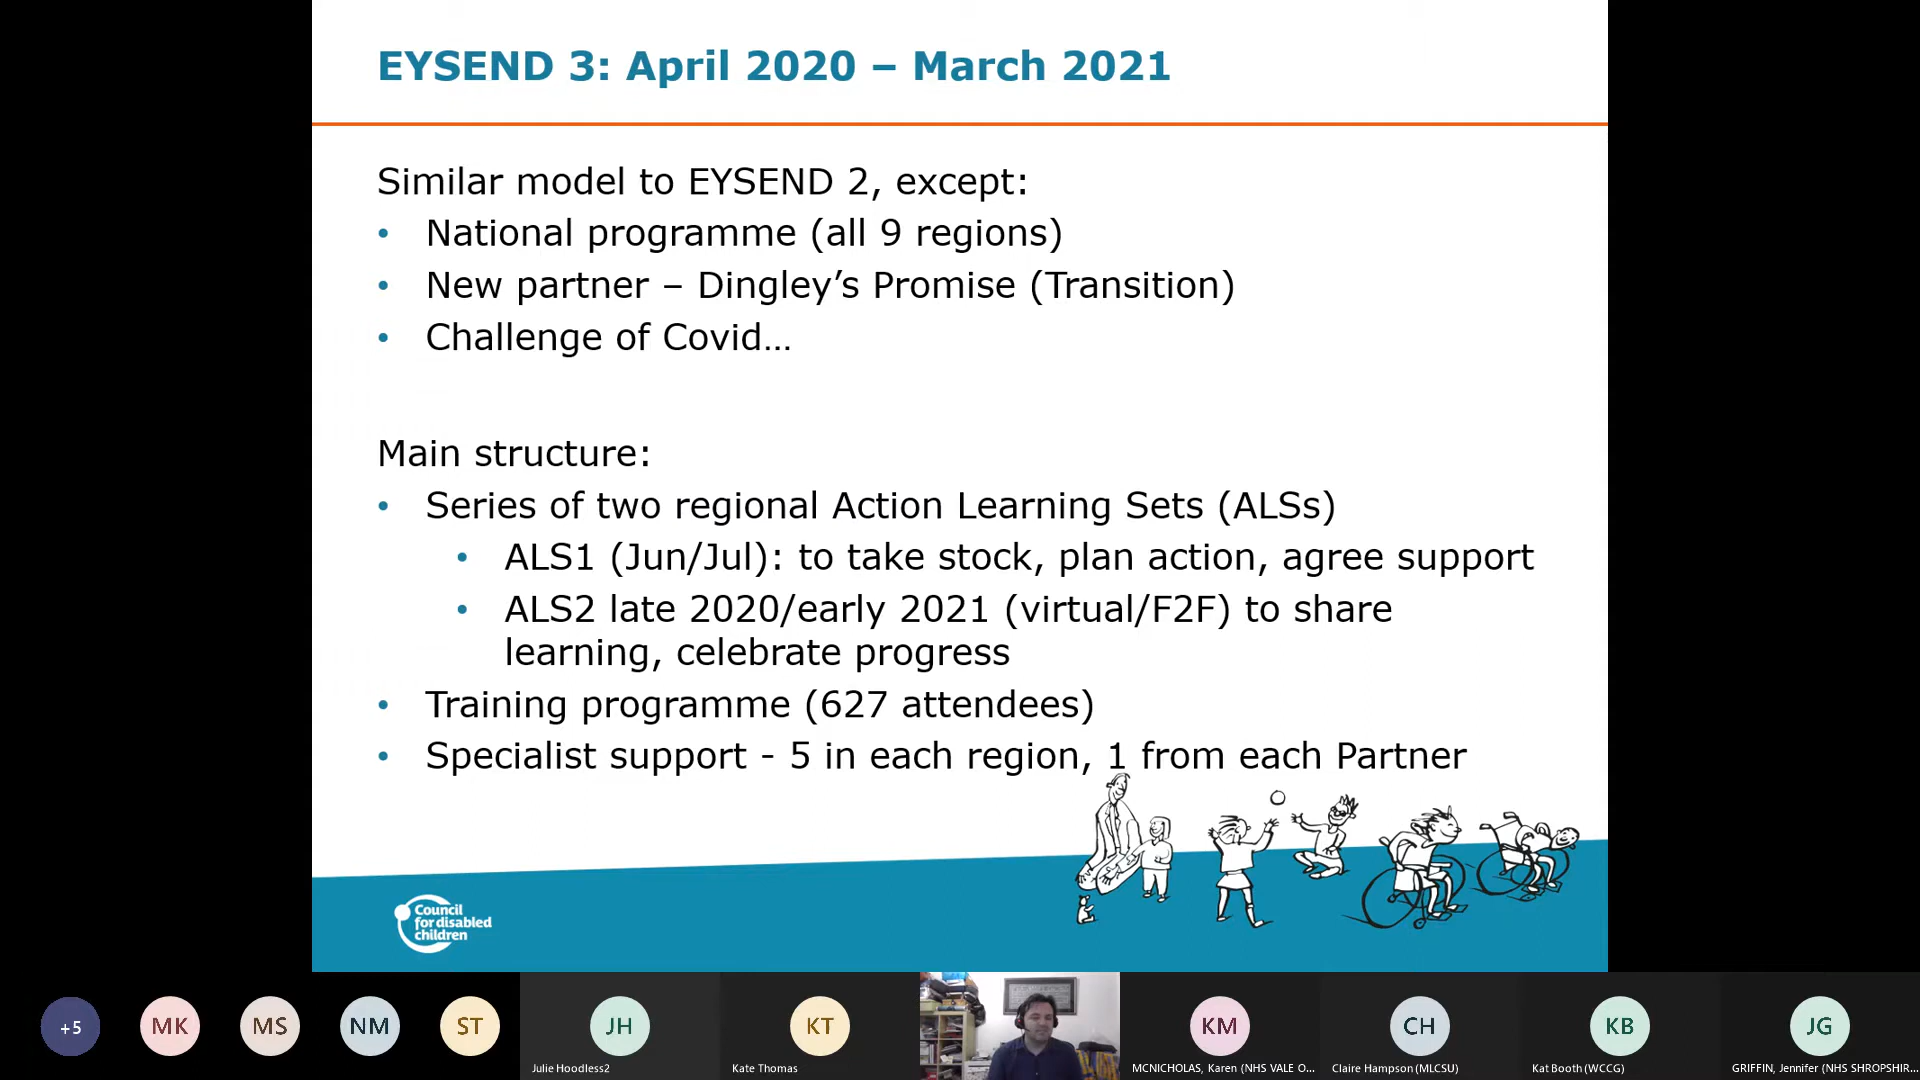 EYSEND 3: April 2020 – March 2021
Similar model to EYSEND 2, except:
• National programme (all 9 regions)
• New partner – Dingley’s Promise (Transition)
• Challenge of Covid…
Main structure:
• Series of two regional Action Learning Sets (ALSs)
• ALS1 (Jun/Jul): to take stock, plan action, agree support
• ALS2 late 2020/early 2021 (virtual/F2F) to share
learning, celebrate progress
• Training programme (627 attendees)
• Specialist support - 5 in each region, 1 from each Partner
Council
for disabled
children
+5
MK
MS
NM
ST
JH
KT
KM
CH
KB
JG
Julie Hoodless2
Kate Thomas
MCNICHOLAS, Karen (NHS VALE O...
Claire Hampson (MLCSU)
Kat Booth (WCCG)
GRIFFIN, Jennifer (NHS SHROPSHIR...